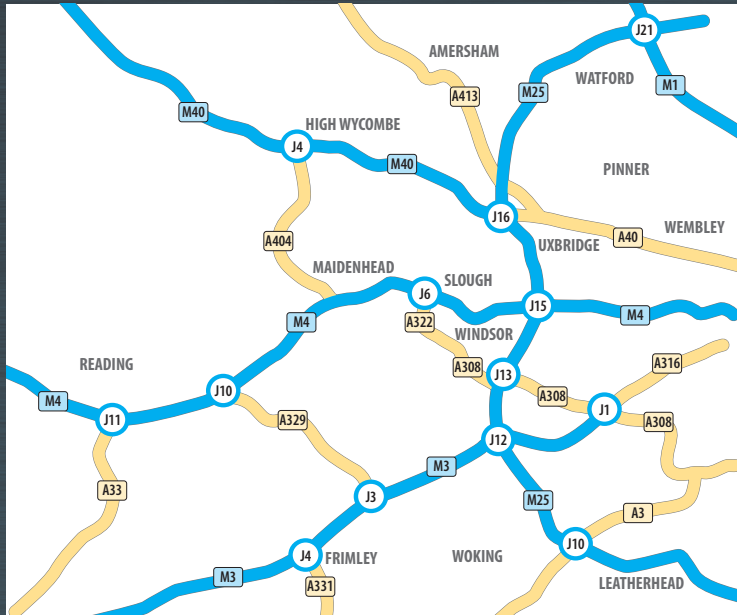 J21
AMERSHAM
WATFORD
M25
M1
A413
M40
HIGH WYCOMBE
J4
M40
PINNER
J16
WEMBLEY
A40
UXBRIDGE
A404
MAIDENHEAD
SLOUGH
J6
J15
M4
M4
A322
WINDSOR
READING
A308
J13
A316
J10
A308
J1
M4
J11
A329
A308
J12
M3
A33
J3
M25
A3
J10
J4
FRIMLEY
WOKING
M3
A331
LEATHERHEAD